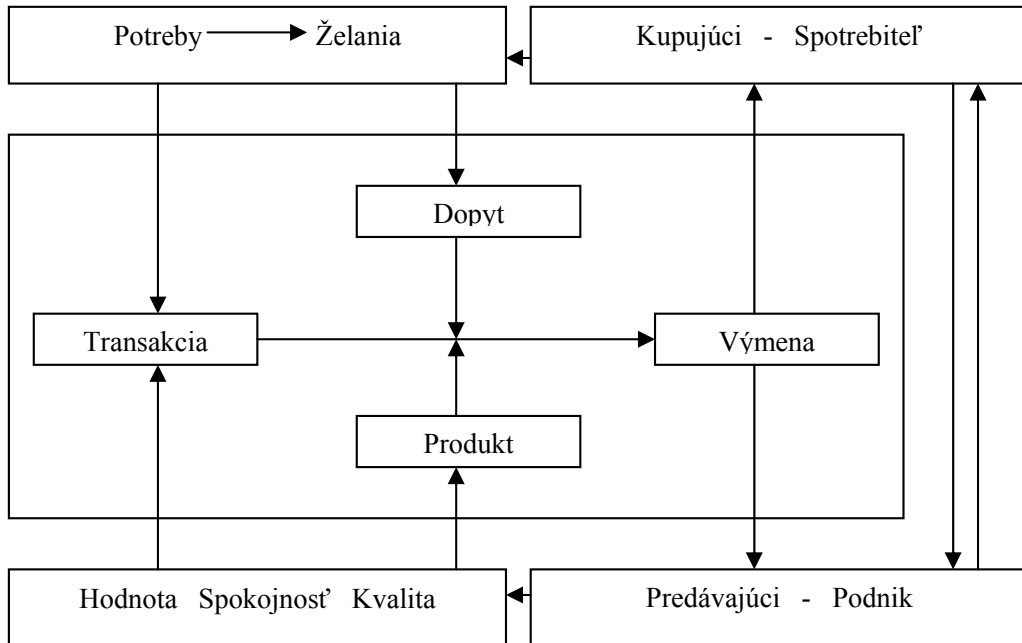 Potreby Želania
Kupujúci - Spotrebiteľ
Dopyt
Transakcia
Výmena
Produkt
Hodnota Spokojnosť Kvalita
Predávajúci - Podnik